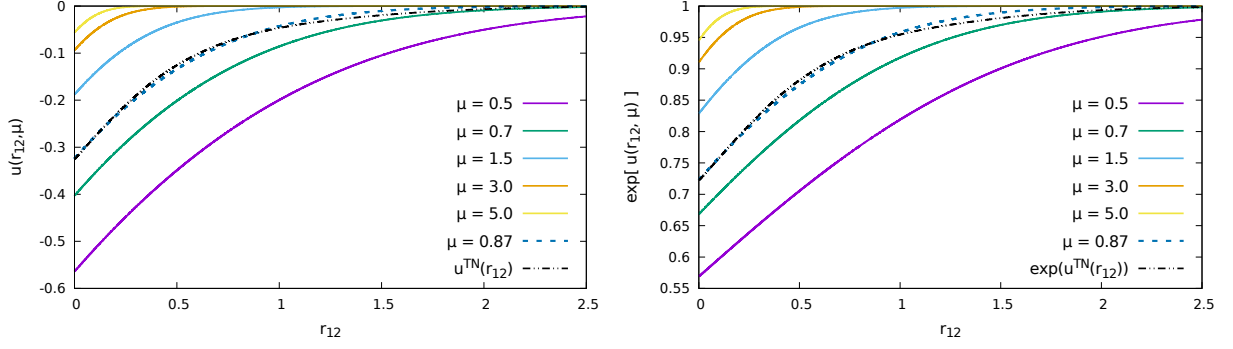 0
-0.1
-0.2
-0.3
-0.4
-0.5
-0.6
0 0.5 1 1.5 2 2.5
u(r12,μ)
r12
μ = 0.5
μ = 0.7
μ = 1.5
μ = 3.0
μ = 5.0
μ = 0.87
uTN(r12)
1
0.95
0.9
0.85
0.8
0.75
0.7
0.65
0.6
0.55
0 0.5 1 1.5 2 2.5
exp[ u(r12, μ) ]
r12
μ = 0.5
μ = 0.7
μ = 1.5
μ = 3.0
μ = 5.0
μ = 0.87
exp(uTN(r12))